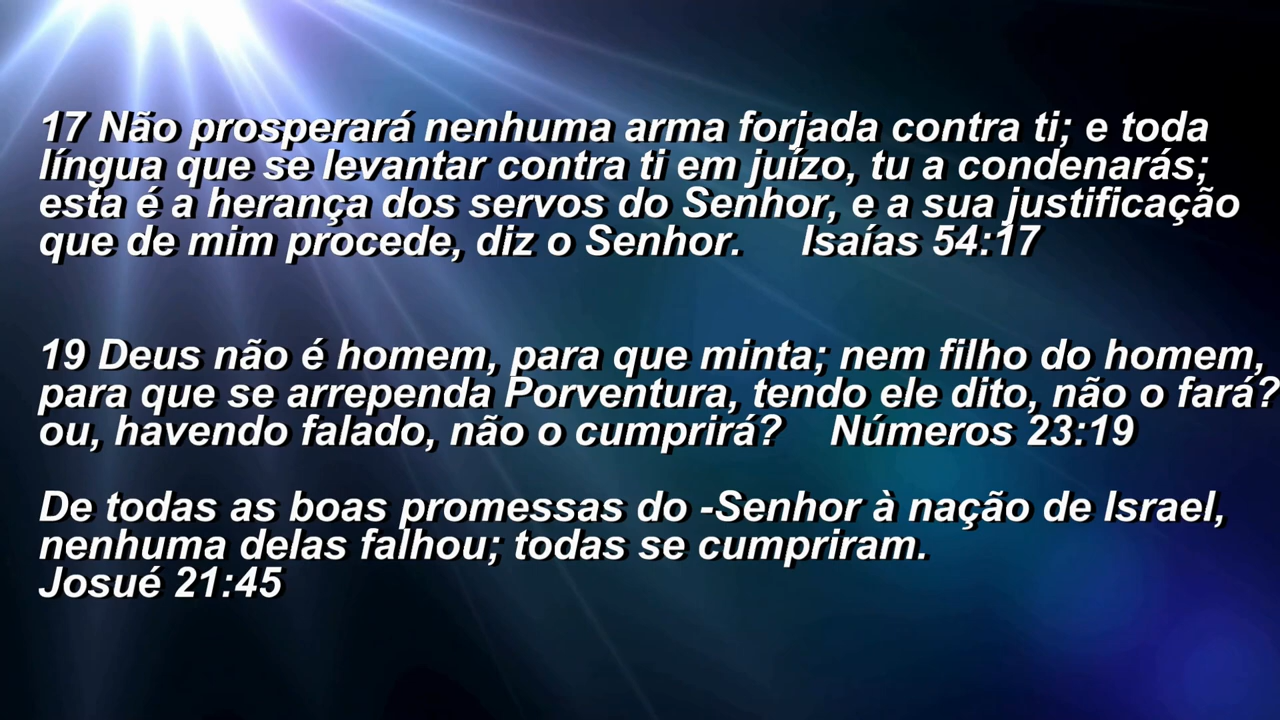 17 Não prosperará nenhuma arma forjada contra ti; e toda
língua que se levantar contra ti em juízo, tu a condenarás;
esta é a herança dos servos do Senhor, e a sua justificação
que de mim procede, diz o Senhor. Isaías 54:17
19 Deus não é homem, para que minta; nem filho do homem,
para que se arrependa Porventura, tendo ele dito, não o fará?
ou, havendo falado, não o cumprirá? Números 23:19
De todas as boas promessas do -Senhor à nação de Israel,
nenhuma delas falhou; todas se cumpriram.
Josué 21:45